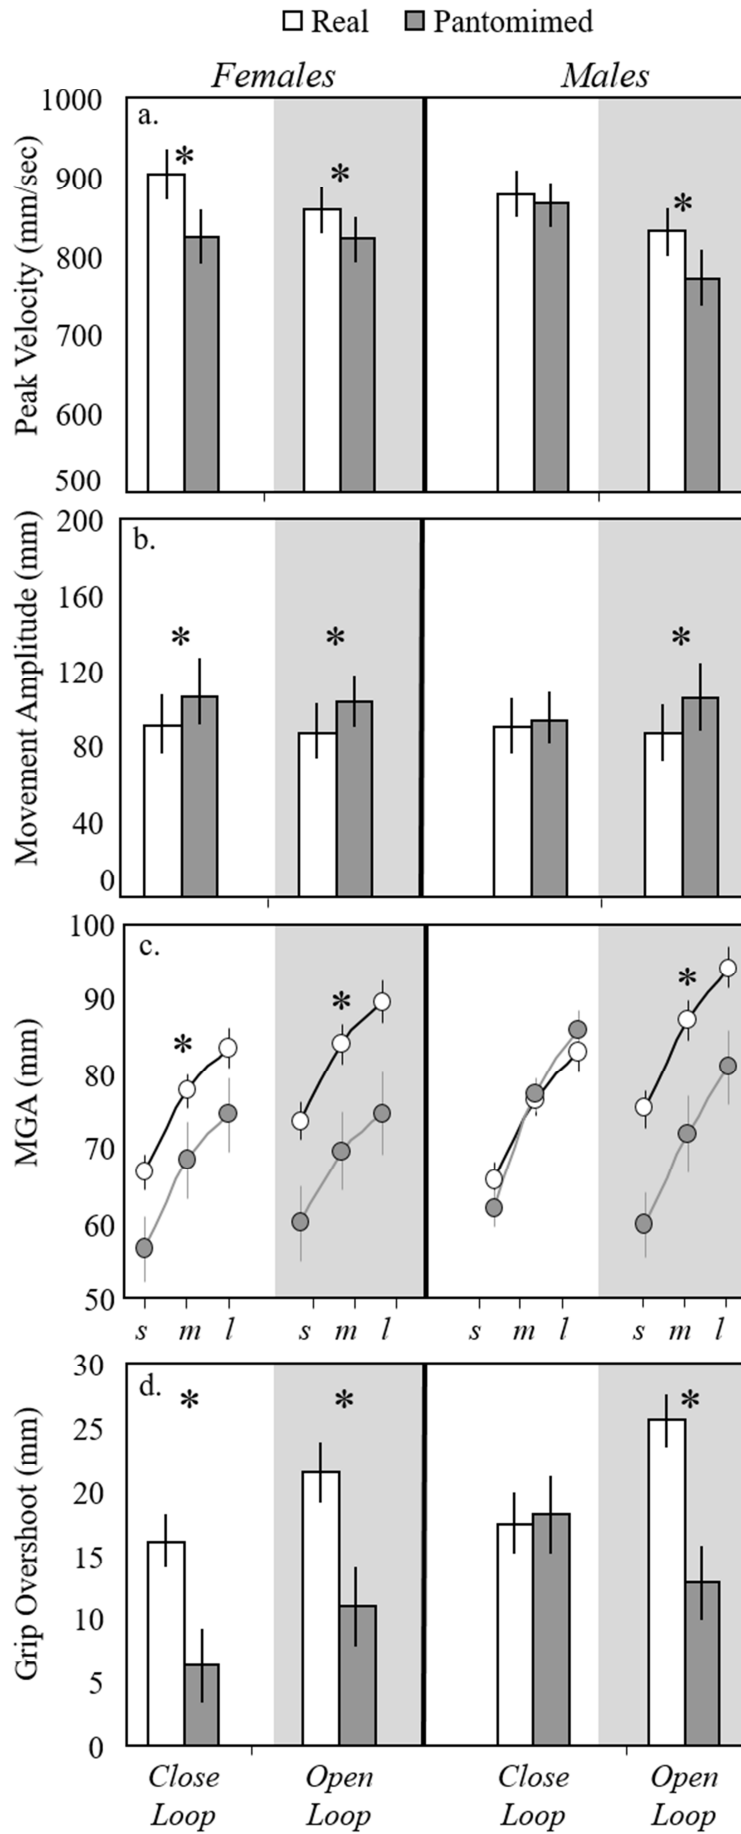 Real Pantomimed
Females Males
Peak Velocity (mm/sec)
1000
900
800
700
600
500
a.
*
*
*
Movement Amplitude (mm)
200
160
120
80
40
0
b.
*
*
*
MGA (mm)
100
90
80
70
60
50
c.
*
*
*
s m l s m l s m l s m l
Grip Overshoot (mm)
30
25
20
15
10
5
0
d.
*
*
*
Close Open Close Open
Loop Loop Loop Loop